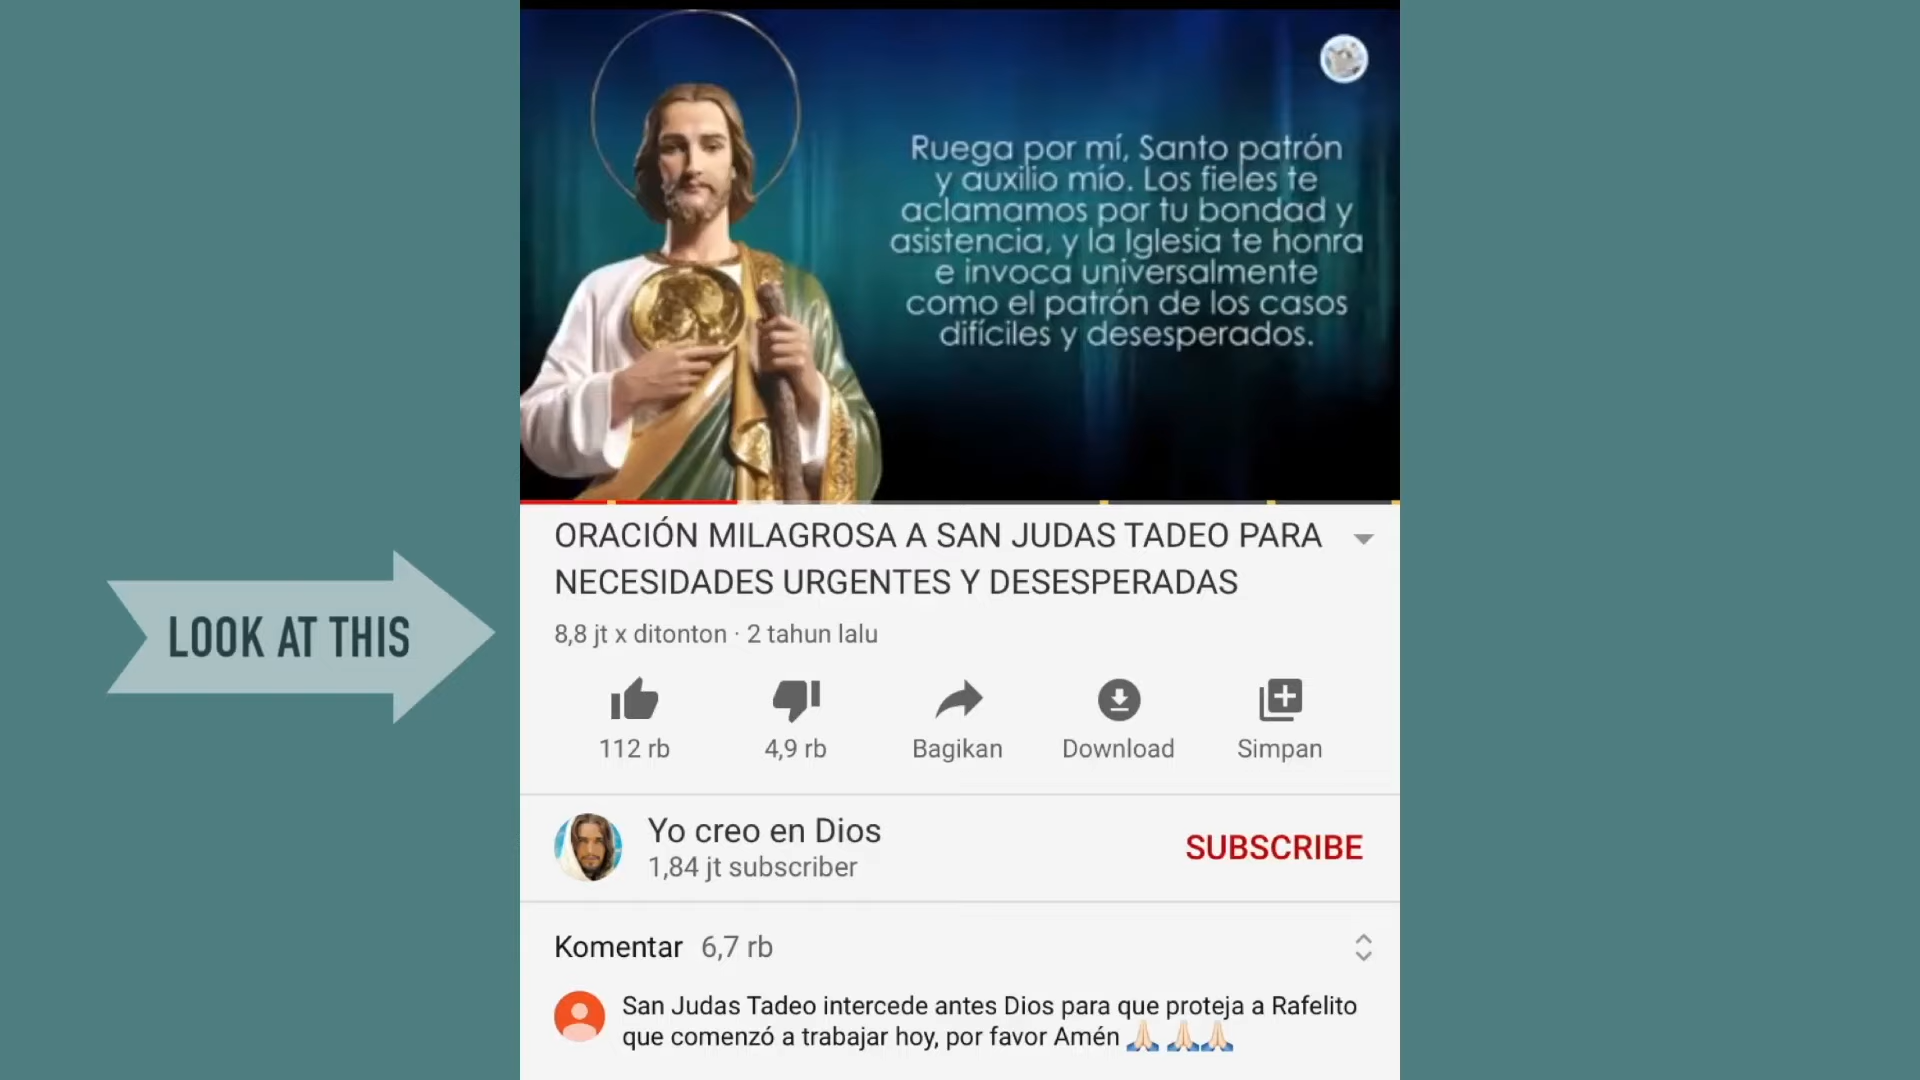 Ruega por mí, Santo patrón
y auxilio mío. Los fieles te
aclamamos por tu bondad y
asistencia, y la Iglesia te honra
e invoca universalmente
como el patrón de los casos
difíciles y desesperados.
ORACIÓN MILAGROSA A SAN JUDAS TADEO PARA
NECESIDADES URGENTES Y DESESPERADAS
8,8 jt x ditonton · 2 tahun lalu
LOOK AT THIS
112 rb
4,9 rb
Bagikan
Download
Simpan
Yo creo en Dios
1,84 jt subscriber
SUBSCRIBE
Komentar 6,7 rb
San Judas Tadeo intercede antes Dios para que proteja a Rafelito
que comenzó a trabajar hoy, por favor Amén 🙏🏻 🙏🏻🙏🏻